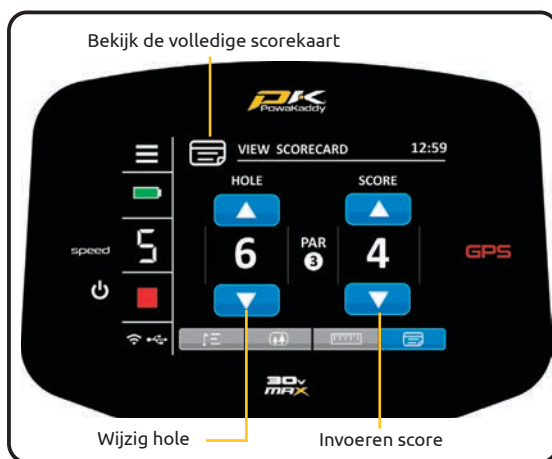 Bekijk de volledige scorekaart
PK
PowaKaddy
VIEW SCORECARD 12:59
HOLE SCORE
speed 5 6 PAR 3 4 GPS
30V
MAX
Wijzig hole Invoeren score